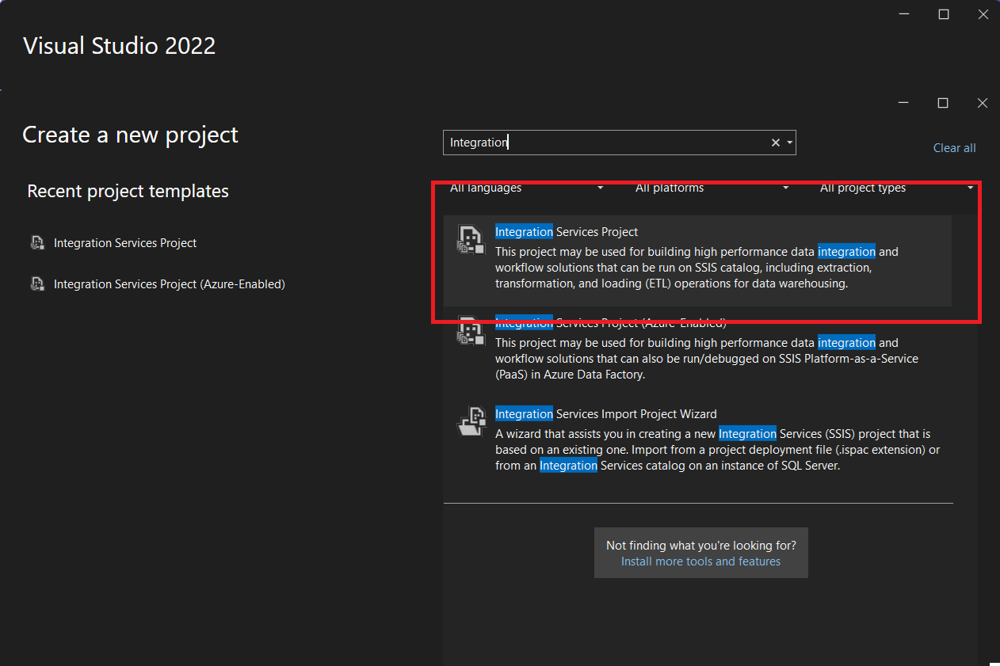 Visual Studio 2022
Create a new project
Recent project templates
Integration Services Project
Integration Services Project (Azure-Enabled)
Integration
Clear all
All languages
All platforms
All project types
Integration Services Project
This project may be used for building high performance data integration and
workflow solutions that can be run on SSIS catalog, including extraction,
transformation, and loading (ETL) operations for data warehousing.
Integration Services Project (Azure-Enabled)
This project may be used for building high performance data integration and
workflow solutions that can also be run/debugged on SSIS Platform-as-a-Service
(PaaS) in Azure Data Factory.
Integration Services Import Project Wizard
A wizard that assists you in creating a new Integration Services (SSIS) project that is
based on an existing one. Import from a project deployment file (.ispac extension) or
from an Integration Services catalog on an instance of SQL Server.
Not finding what you're looking for?
Install more tools and features